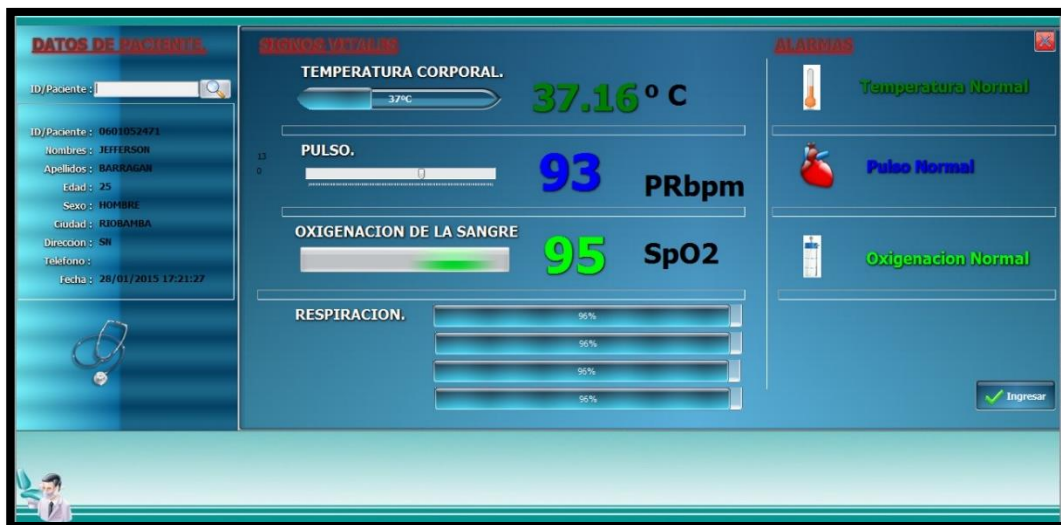 DATOS DE PACIENTE.
ID/Paciente :
ID/Paciente : 0601052471
Nombres : JEFFERSON
Apellidos : BARRAGAN
Edad : 25
Sexo : HOMBRE
Ciudad : RIOBAMBA
Direccion : SN
Telefono :
Fecha : 28/01/2015 17:21:27
SIGNOS VITALES
TEMPERATURA CORPORAL.
37ºC
37.16 º C
PULSO.
13
0
93 PRbpm
OXIGENACION DE LA SANGRE
95 SpO2
RESPIRACION.
96%
96%
96%
96%
ALARMAS
Temperatura Normal
Pulso Normal
Oxigenacion Normal
Ingresar